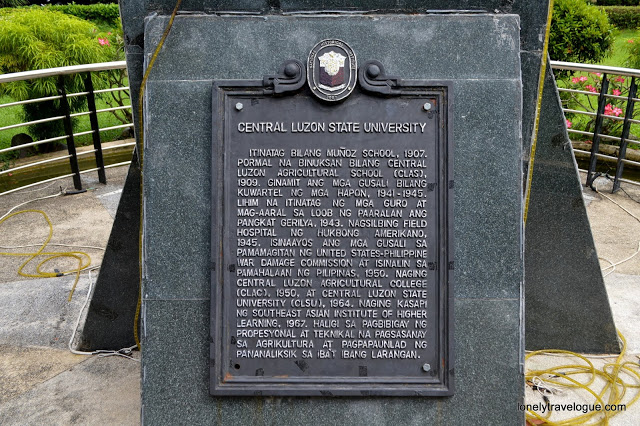 CENTRAL LUZON STATE UNIVERSITY
ITINATAG BILANG MUÑOZ SCHOOL, 1907.
PORMAL NA BINUKSAN BILANG CENTRAL
LUZON AGRICULTURAL SCHOOL (CLAS),
1909. GINAMIT ANG MGA GUSALI BILANG
KUWARTEL NG MGA HAPON, 1941-1945.
LIHIM NA ITINATAG NG MGA GURO AT
MAG-AARAL SA LOOB NG PAARALAN ANG
PANGKAT GERILYA, 1943. NAGSILBING FIELD
HOSPITAL NG HUKBONG AMERIKANO,
1945. ISINAAYOS ANG MGA GUSALI SA
PAMAMAGITAN NG UNITED STATES-PHILIPPINE
WAR DAMAGE COMMISSION AT ISINALIN SA
PAMAHALAAN NG PILIPINAS, 1950. NAGING
CENTRAL LUZON AGRICULTURAL COLLEGE
(CLAC), 1950, AT CENTRAL LUZON STATE
UNIVERSITY (CLSU), 1964. NAGING KASAPI
NG SOUTHEAST ASIAN INSTITUTE OF HIGHER
LEARNING, 1967. HALIGI SA PAGBIBIGAY NG
PROPESYONAL AT TEKNIKAL NA PAGSASANAY
SA AGRIKULTURA AT PAGPAPAUNLAD NG
PANANALIKSIK SA IBA'T IBANG LARANGAN.
lonelytravelogue.com